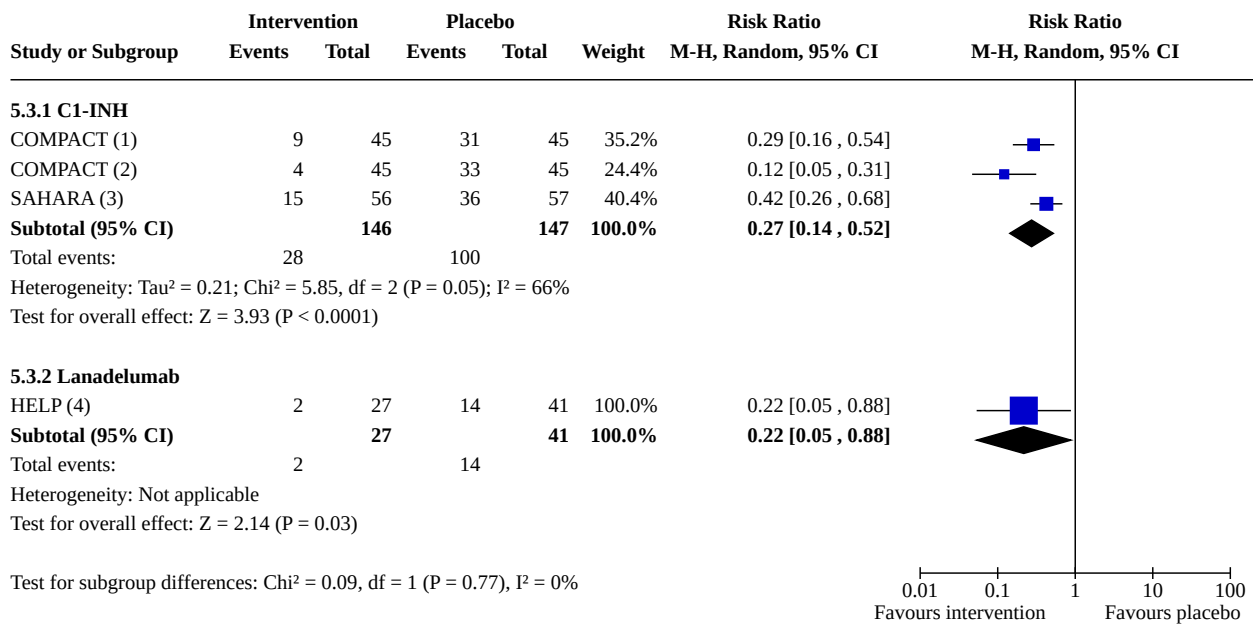 Intervention Placebo Risk Ratio Risk Ratio
Study or Subgroup Events Total Events Total Weight M-H, Random, 95% CI M-H, Random, 95% CI
5.3.1 C1-INH
COMPACT (1) 9 45 31 45 35.2% 0.29 [0.16 , 0.54]
COMPACT (2) 4 45 33 45 24.4% 0.12 [0.05 , 0.31]
SAHARA (3) 15 56 36 57 40.4% 0.42 [0.26 , 0.68]
Subtotal (95% CI) 146 147 100.0% 0.27 [0.14 , 0.52]
Total events: 28 100
Heterogeneity: Tau² = 0.21; Chi² = 5.85, df = 2 (P = 0.05); I² = 66%
Test for overall effect: Z = 3.93 (P < 0.0001)
5.3.2 Lanadelumab
HELP (4) 2 27 14 41 100.0% 0.22 [0.05 , 0.88]
Subtotal (95% CI) 27 41 100.0% 0.22 [0.05 , 0.88]
Total events: 2 14
Heterogeneity: Not applicable
Test for overall effect: Z = 2.14 (P = 0.03)
Test for subgroup differences: Chi² = 0.09, df = 1 (P = 0.77), I² = 0%
0.01 0.1 1 10 100
Favours intervention Favours placebo